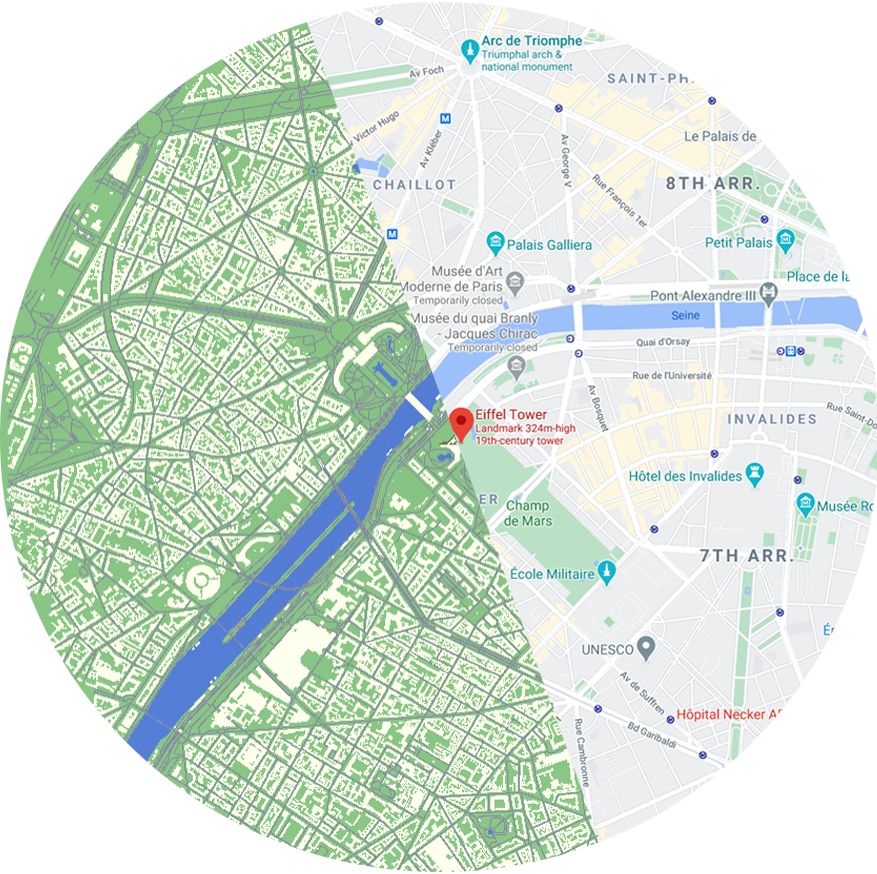 Arc de Triomphe
Triumphal arch &
national monument
Av Foch
M
Victor Hugo
Av Kléber
Av George V
Rue François 1er
Le Palais de
CHAILLOT
8TH ARR.
M
Palais Galliera
Petit Palais
Musée d'Art
Moderne de Paris
Temporarily closed
Place de
Pont Alexandre III
Seine
Musée du quai Branly
- Jacques Chirac
Temporarily closed
Quai d'Orsay
Rue de l'Université
Av Bosquet
Eiffel Tower
Landmark 324m-high
19th-century tower
INVALIDES
Rue Saint-Do
Hôtel des Invalides
ER
Champ
de Mars
Musée Ro
7TH ARR.
École Militaire
UNESCO
Av de Suffren
Hôpital Necker
Bd Garibaldi
Rue Cambronne